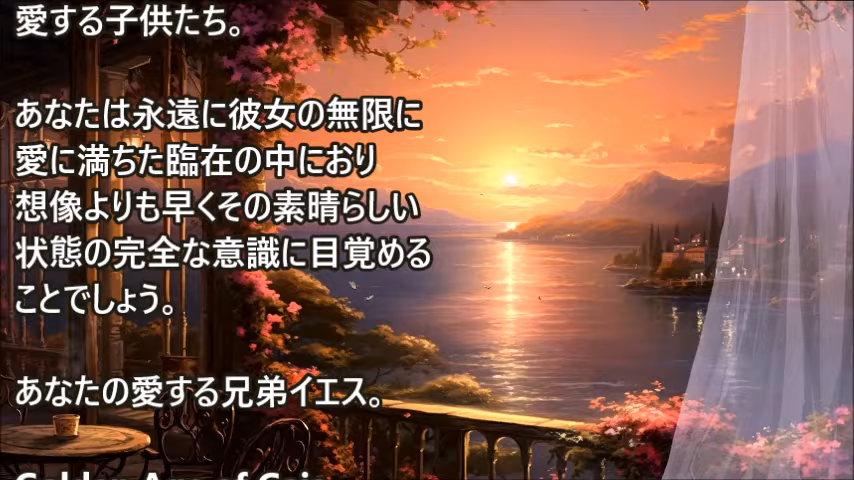 愛する子供たち。
あなたは永遠に彼女の無限に
愛に満ちた臨在の中におり
想像よりも早くその素晴らしい
状態の完全な意識に目覚める
ことでしょう。
あなたの愛する兄弟イエス。
Golden Age of Gaia